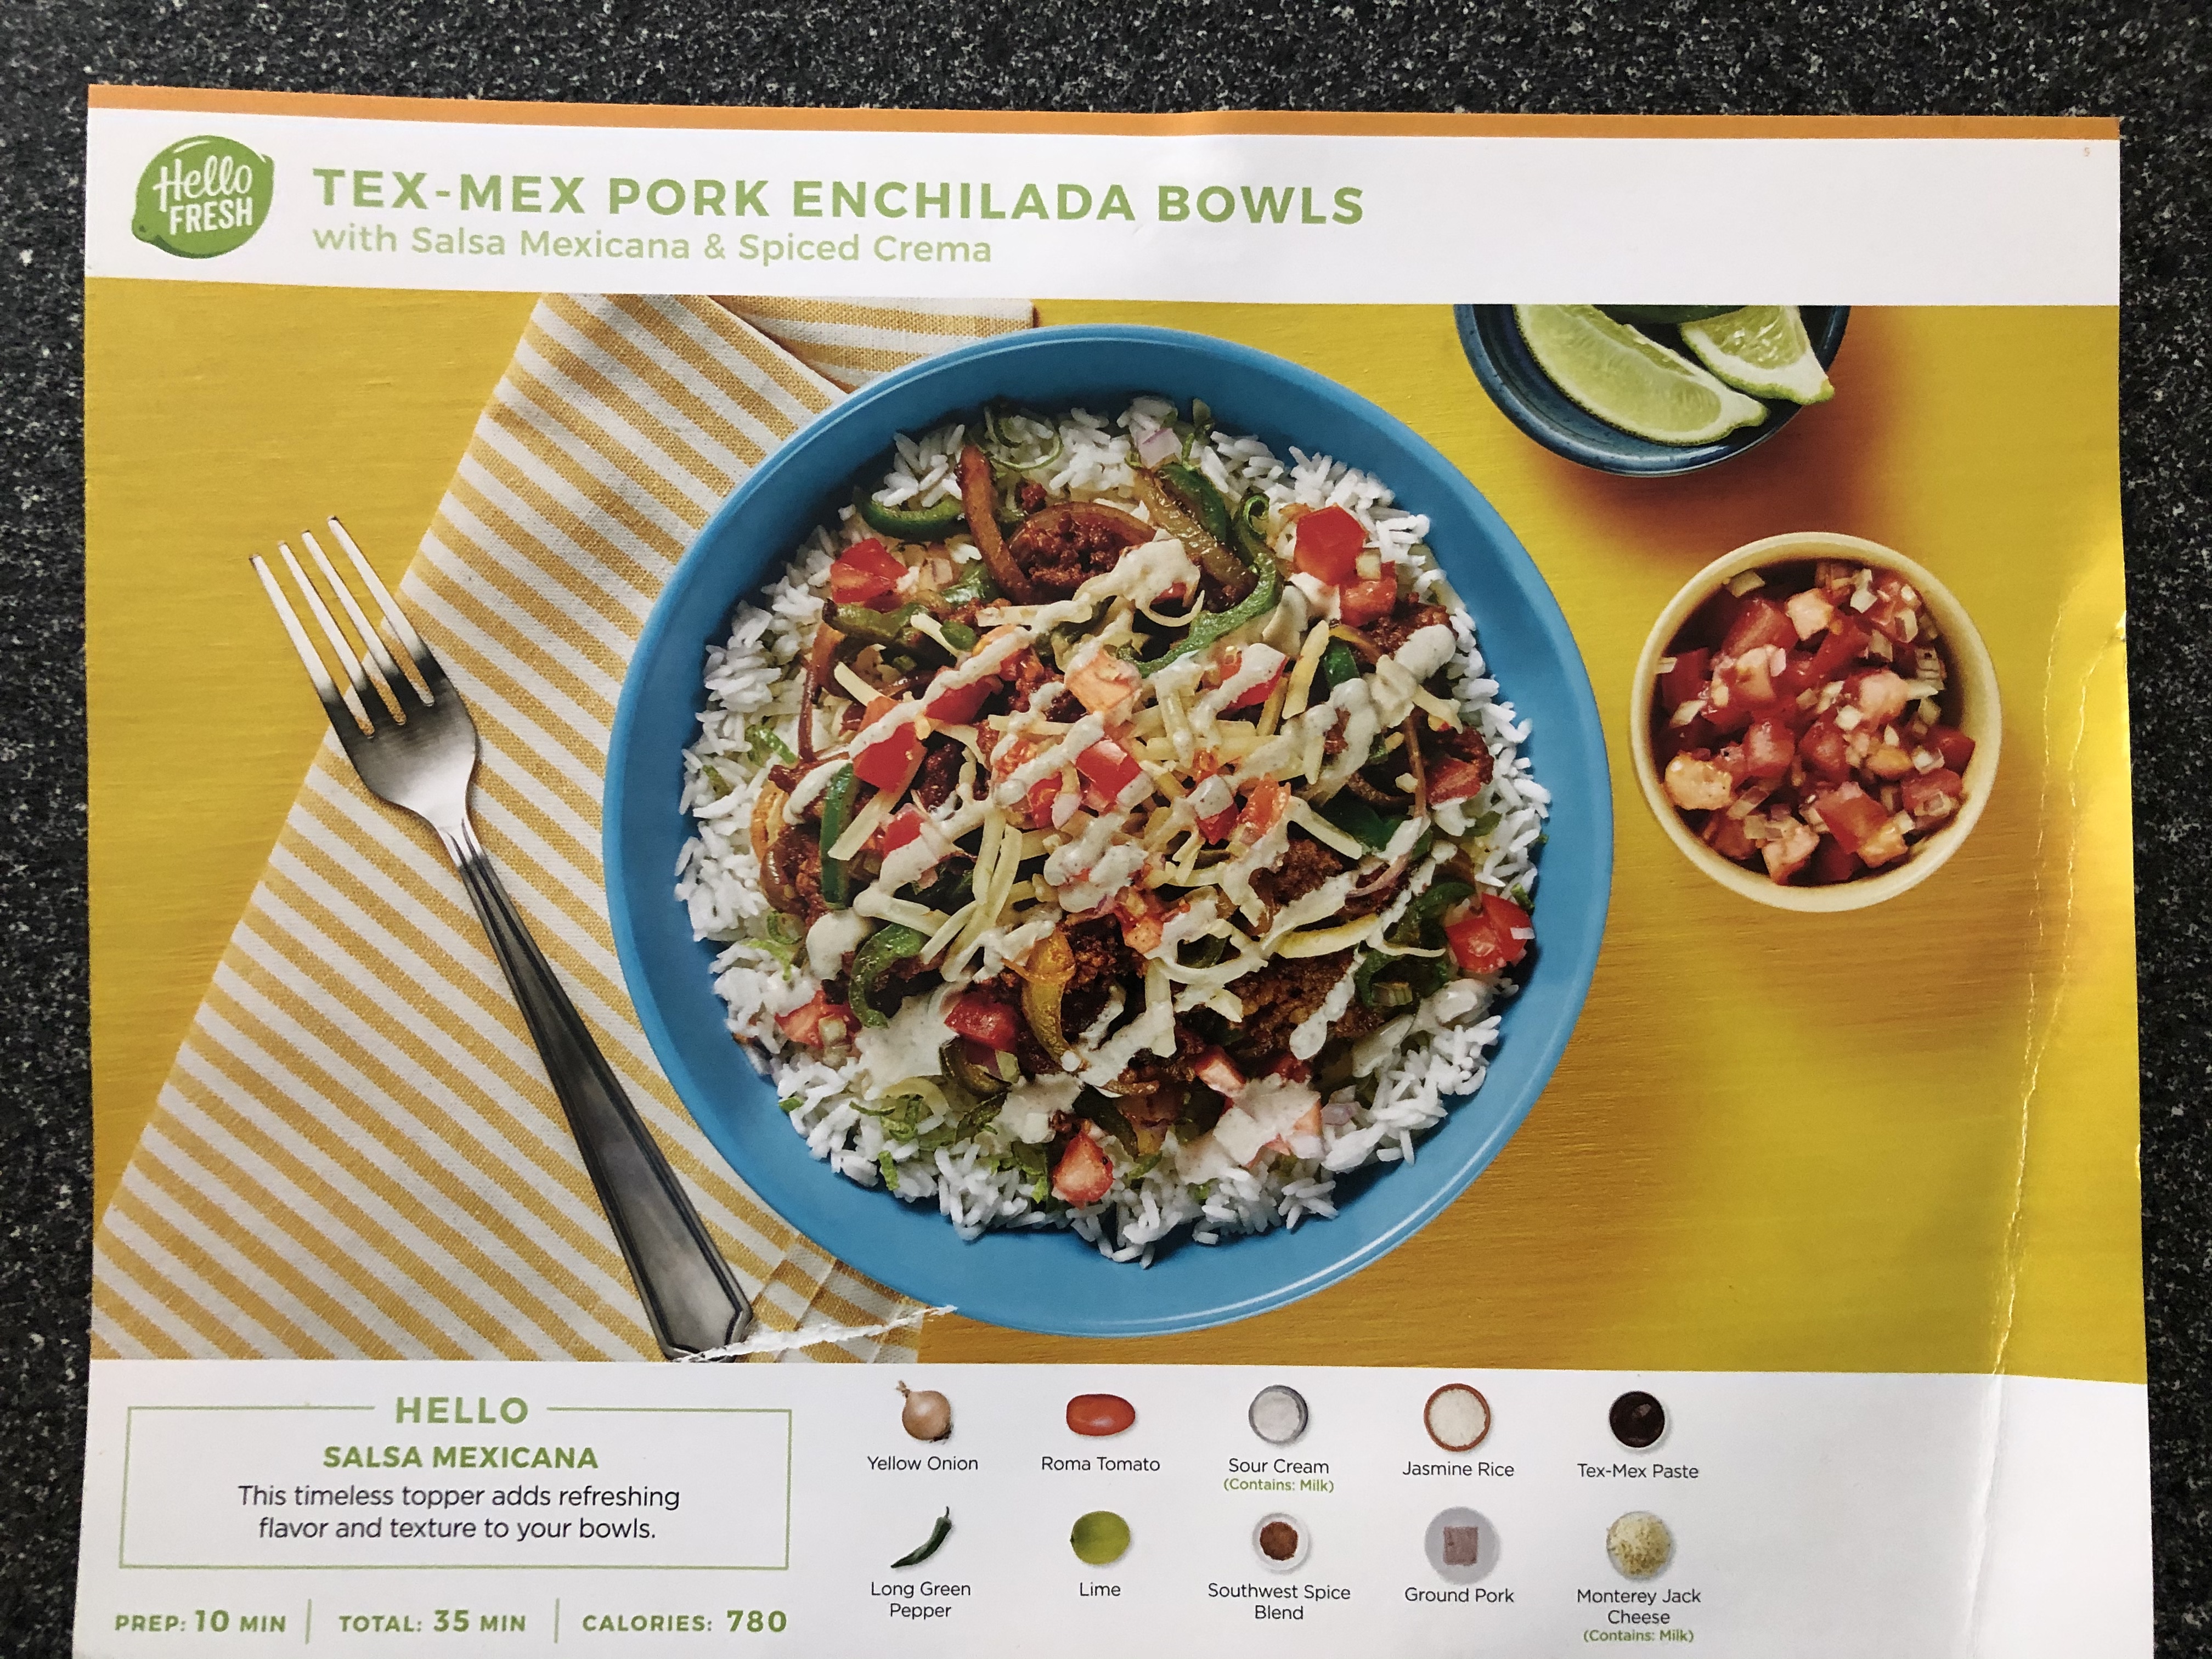 Hello
FRESH
TEX-MEX PORK ENCHILADA BOWLS
with Salsa Mexicana & Spiced Crema
HELLO
SALSA MEXICANA
This timeless topper adds refreshing
flavor and texture to your bowls.
PREP: 10 MIN
TOTAL: 35 MIN
CALORIES: 780
Yellow Onion
Roma Tomato
Sour Cream
(Contains: Milk)
Jasmine Rice
Tex-Mex Paste
Long Green
Pepper
Lime
Southwest Spice
Blend
Ground Pork
Monterey Jack
Cheese
(Contains: Milk)